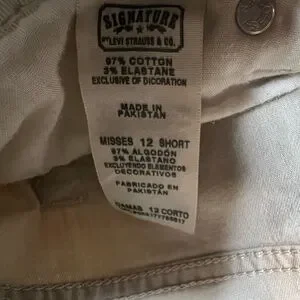 SIGNATURE
BY LEVI STRAUSS & CO.
97% COTTON
3% ELASTANE
EXCLUSIVE OF DICORATION
MADE IN
PAKISTAN
MISSES 12 SHORT
97% ALGODÓN
3% ELASTANO
EXCLUYENDO ELEMENTOS
DECORATIVOS
FABRICADO EN
PAKISTAN
DAMAS 12 CORTO